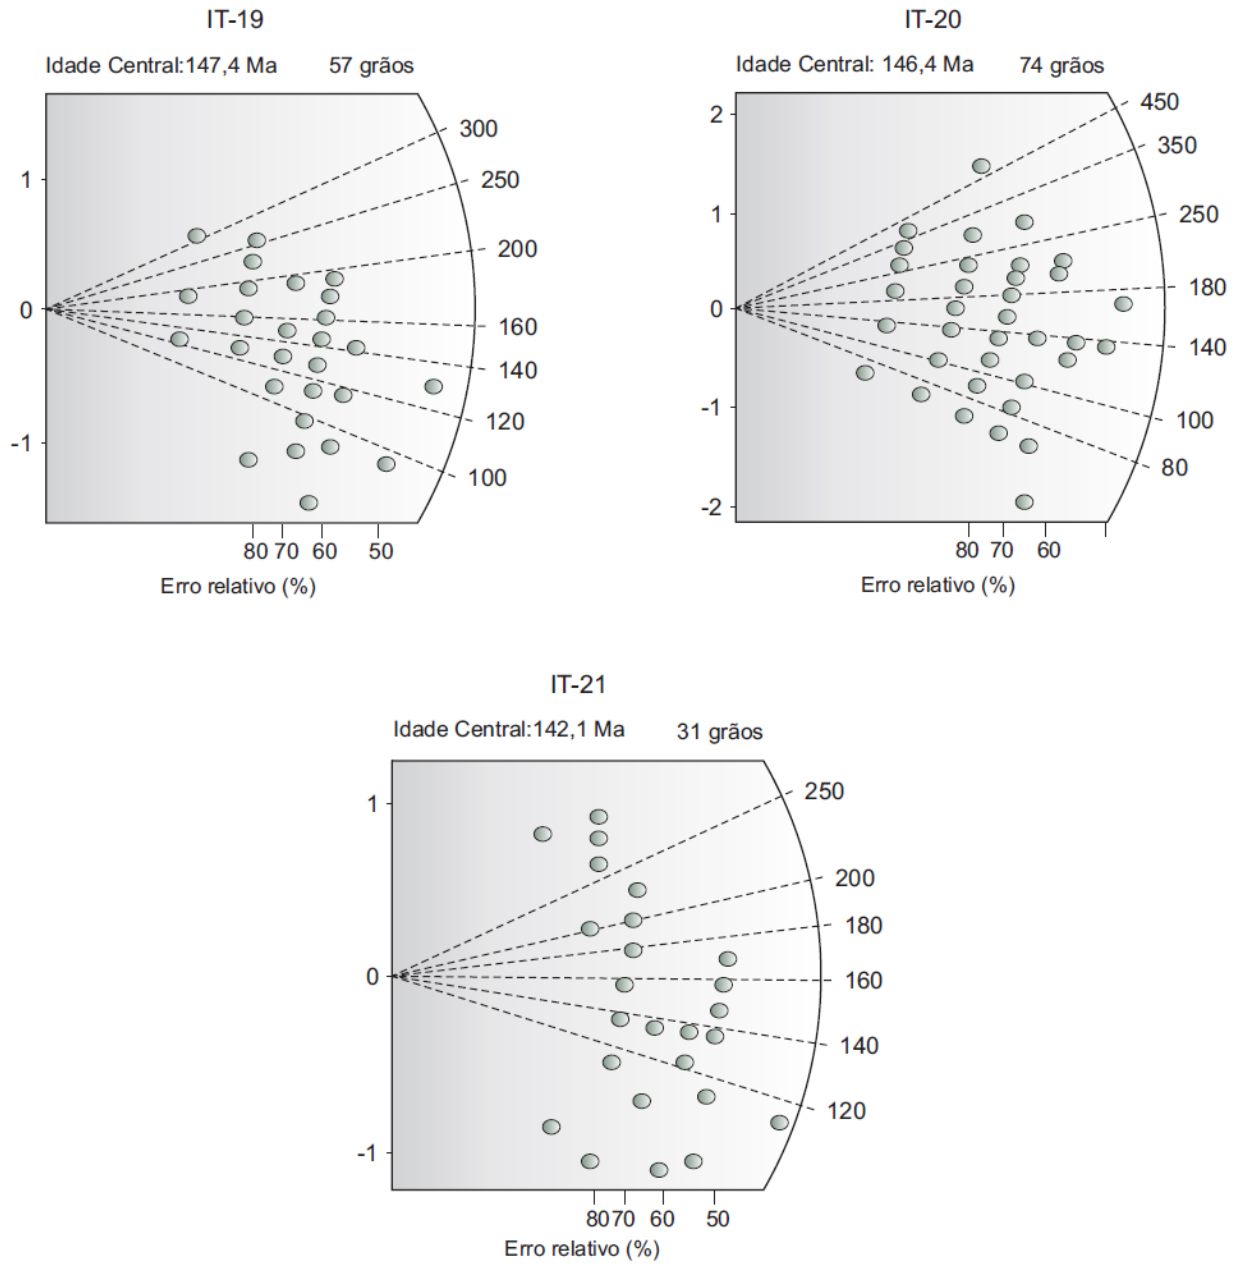 IT-19
Idade Central:147,4 Ma 57 grãos
300
250
200
160
140
120
100
1
0
-1
80 70 60 50
Erro relativo (%)
IT-20
Idade Central: 146,4 Ma 74 grãos
450
350
250
180
140
100
80
2
1
0
-1
-2
80 70 60
Erro relativo (%)
IT-21
Idade Central:142,1 Ma 31 grãos
250
200
180
160
140
120
1
0
-1
80 70 60 50
Erro relativo (%)